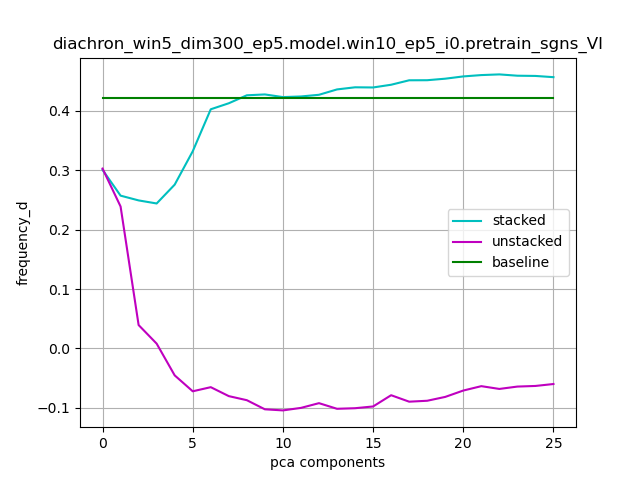 diachron_win5_dim300_ep5.model.win10_ep5_i0.pretrain_sgns_VI
frequency_d
0.4
0.3
0.2
0.1
0.0
−0.1
stacked
unstacked
baseline
0 5 10 15 20 25
pca components